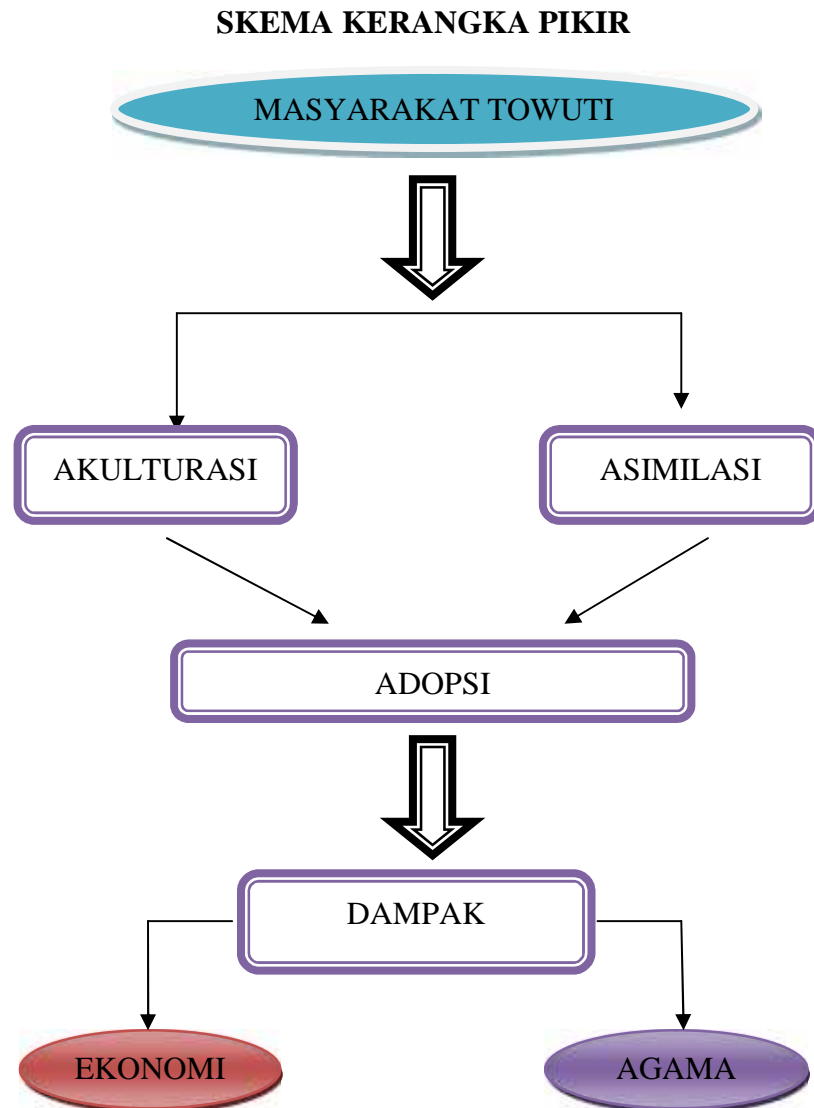 SKEMA KERANGKA PIKIR
MASYARAKAT TOWUTI
AKULTURASI
ASIMILASI
ADOPSI
DAMPAK
EKONOMI
AGAMA